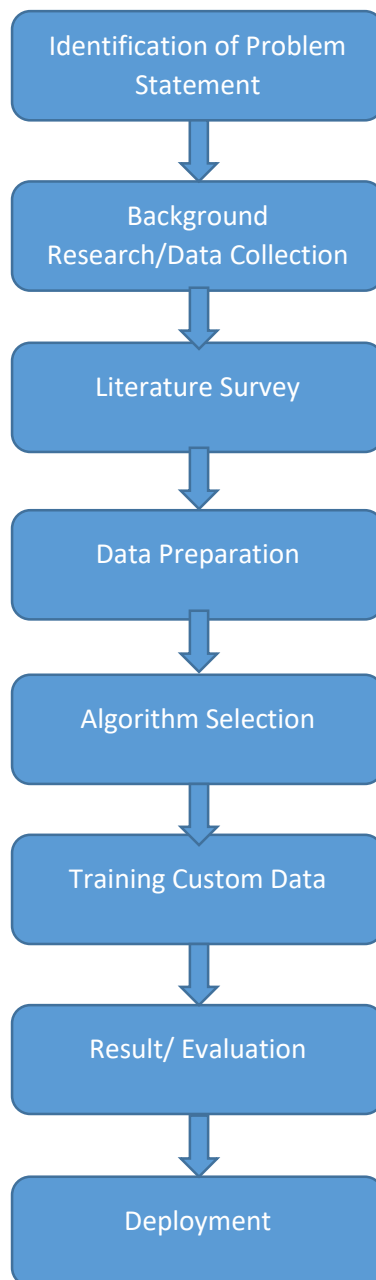 Identification of Problem
Statement
Background
Research/Data Collection
Literature Survey
Data Preparation
Algorithm Selection
Training Custom Data
Result/ Evaluation
Deployment